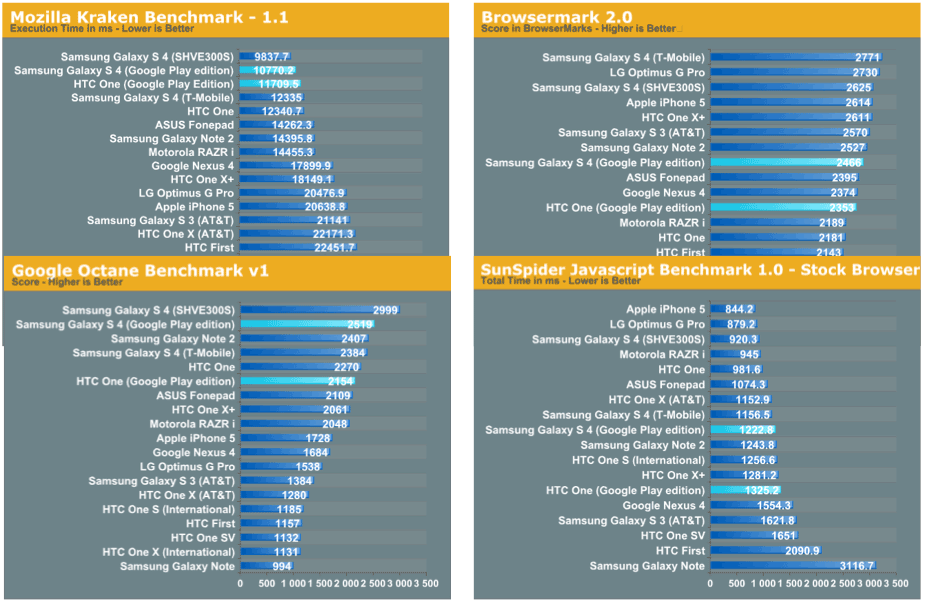 Mozilla Kraken Benchmark - 1.1
Execution Time in ms - Lower is Better
Samsung Galaxy S 4 (SHVE300S) 9837.7
Samsung Galaxy S 4 (Google Play edition) 10770.2
HTC One (Google Play Edition) 11709.5
Samsung Galaxy S 4 (T-Mobile) 12335
HTC One 12340.7
ASUS Fonepad 14262.3
Samsung Galaxy Note 2 14395.8
Motorola RAZR i 14455.3
Google Nexus 4 17899.9
HTC One X+ 18149.1
LG Optimus G Pro 20476.9
Apple iPhone 5 20638.8
Samsung Galaxy S 3 (AT&T) 21141
HTC One X (AT&T) 22171.3
HTC First 22451.7
Browsermark 2.0
Score in BrowserMarks - Higher is Better
Samsung Galaxy S 4 (T-Mobile) 2771
LG Optimus G Pro 2730
Samsung Galaxy S 4 (SHVE300S) 2625
Apple iPhone 5 2614
HTC One X+ 2611
Samsung Galaxy S 3 (AT&T) 2570
Samsung Galaxy Note 2 2527
Samsung Galaxy S 4 (Google Play edition) 2466
ASUS Fonepad 2395
Google Nexus 4 2374
HTC One (Google Play edition) 2353
Motorola RAZR i 2189
HTC One 2181
HTC First 2143
Google Octane Benchmark v1
Score - Higher is Better
Samsung Galaxy S 4 (SHVE300S) 2999
Samsung Galaxy S 4 (Google Play edition) 2519
Samsung Galaxy Note 2 2407
Samsung Galaxy S 4 (T-Mobile) 2384
HTC One 2270
HTC One (Google Play edition) 2154
ASUS Fonepad 2109
HTC One X+ 2061
Motorola RAZR i 2048
Apple iPhone 5 1728
Google Nexus 4 1684
LG Optimus G Pro 1538
Samsung Galaxy S 3 (AT&T) 1384
HTC One X (AT&T) 1280
HTC One S (International) 1185
HTC First 1157
HTC One SV 1132
HTC One X (International) 1131
Samsung Galaxy Note 994
0 500 1 000 1 500 2 000 2 500 3 000 3 500
SunSpider Javascript Benchmark 1.0 - Stock Browser
Total Time in ms - Lower is Better
Apple iPhone 5 844.2
LG Optimus G Pro 879.2
Samsung Galaxy S 4 (SHVE300S) 920.3
Motorola RAZR i 945
HTC One 981.6
ASUS Fonepad 1074.3
HTC One X (AT&T) 1152.9
Samsung Galaxy S 4 (T-Mobile) 1156.5
Samsung Galaxy S 4 (Google Play edition) 1222.8
Samsung Galaxy Note 2 1243.8
HTC One S (International) 1256.6
HTC One X+ 1281.2
HTC One (Google Play edition) 1325.2
Google Nexus 4 1554.3
Samsung Galaxy S 3 (AT&T) 1621.8
HTC One SV 1651
HTC First 2090.9
Samsung Galaxy Note 3116.7
0 500 1 000 1 500 2 000 2 500 3 000 3 500